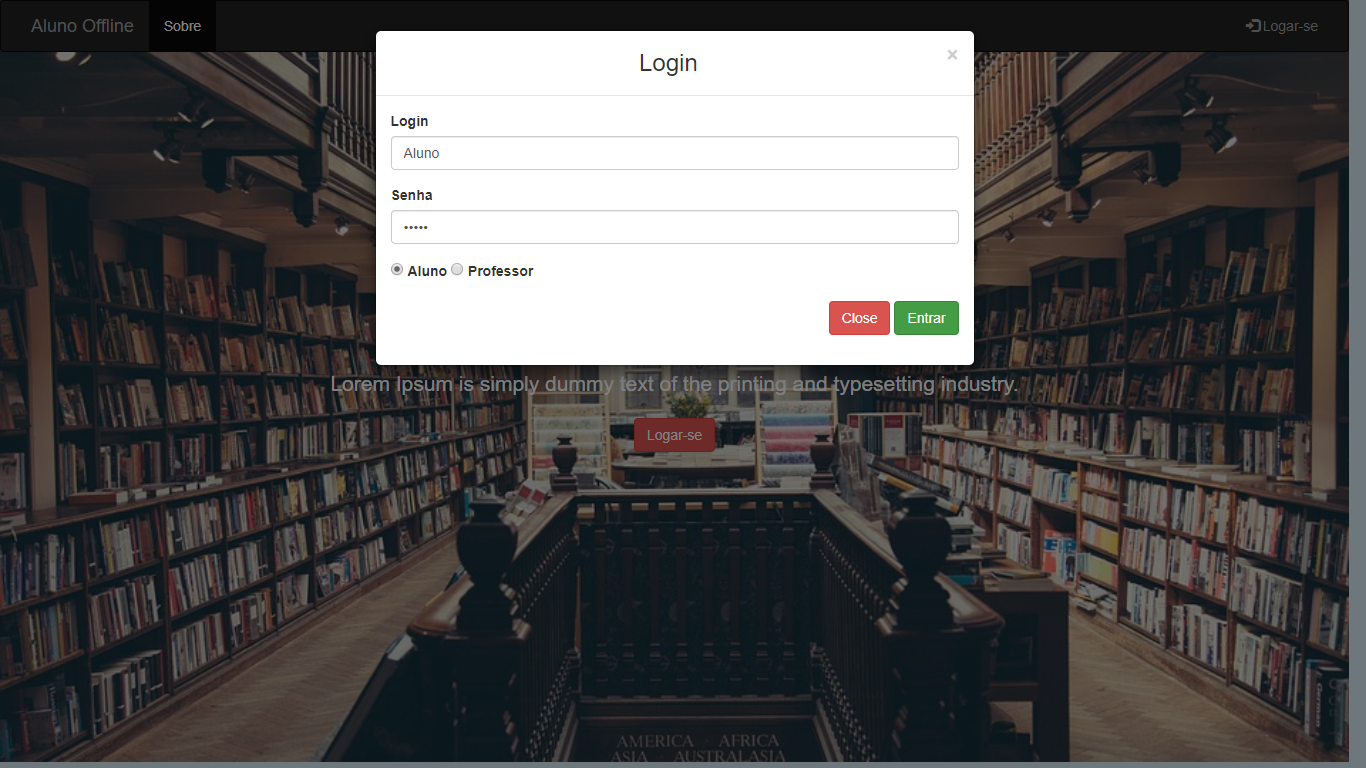 Aluno Offline Sobre Logar-se
Login ×
Login
Aluno
Senha
•••••
Aluno Professor
Close Entrar
Lorem Ipsum is simply dummy text of the printing and typesetting industry.
Logar-se
AMERICA · AFRICA
ASIA · AUSTRALASIA